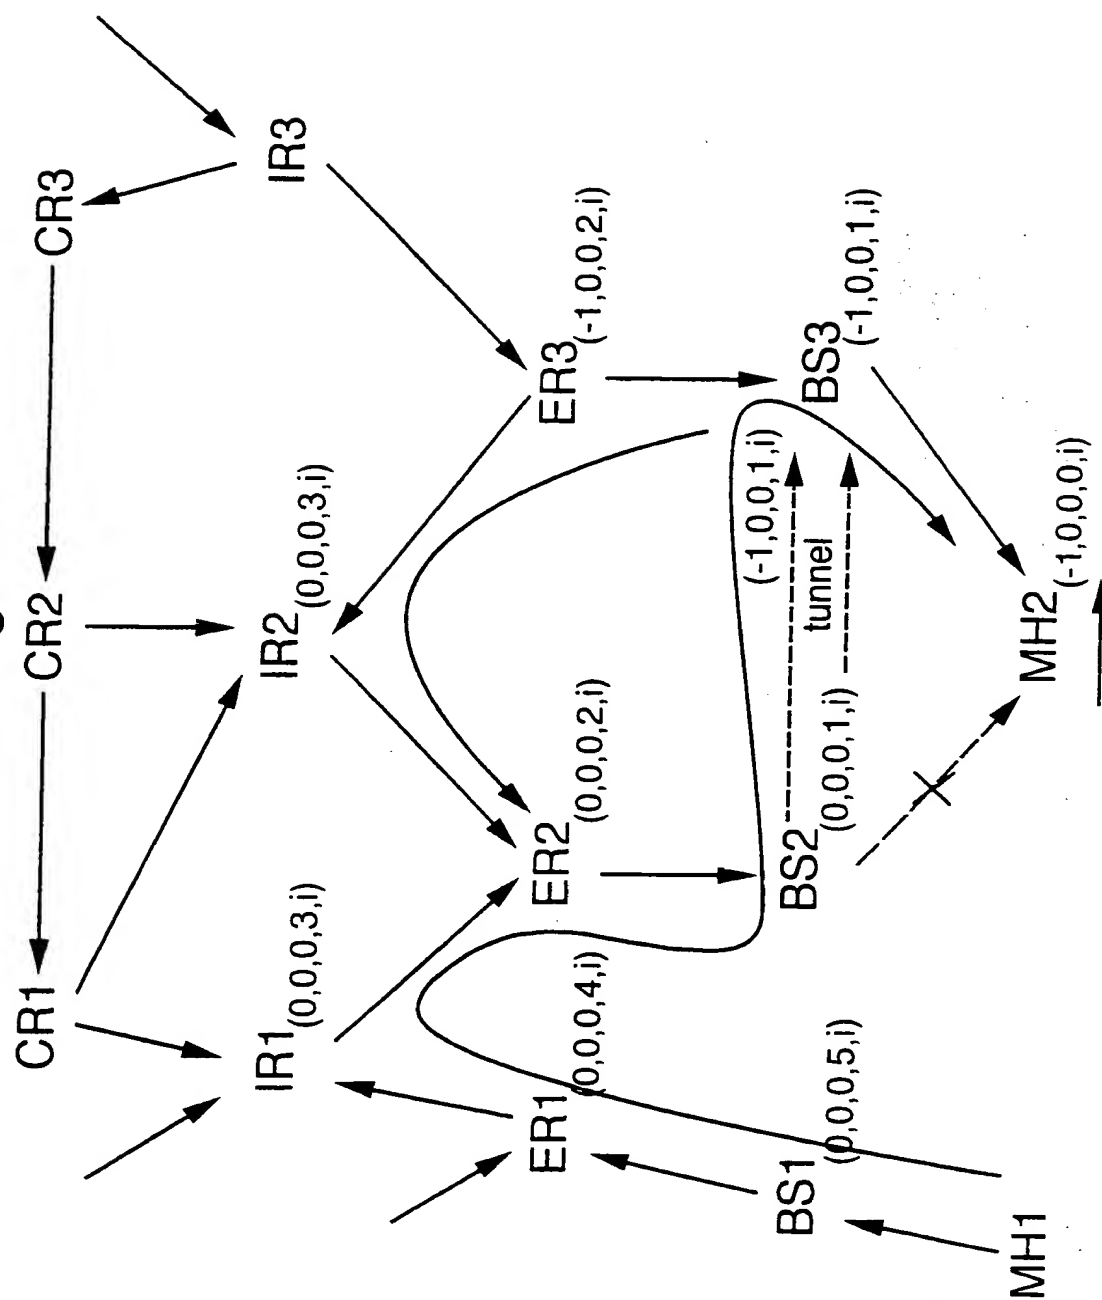 CR1
CR2
CR3
IR1(0,0,0,3,i)
IR2(0,0,0,3,i)
IR3
ER1(0,0,0,4,i)
ER2(0,0,0,2,i)
ER3(-1,0,0,2,i)
BS1(0,0,0,5,i)
BS2(0,0,0,1,i)
(-1,0,0,1,i)
tunnel
BS3(-1,0,0,1,i)
MH1
MH2(-1,0,0,0,i)